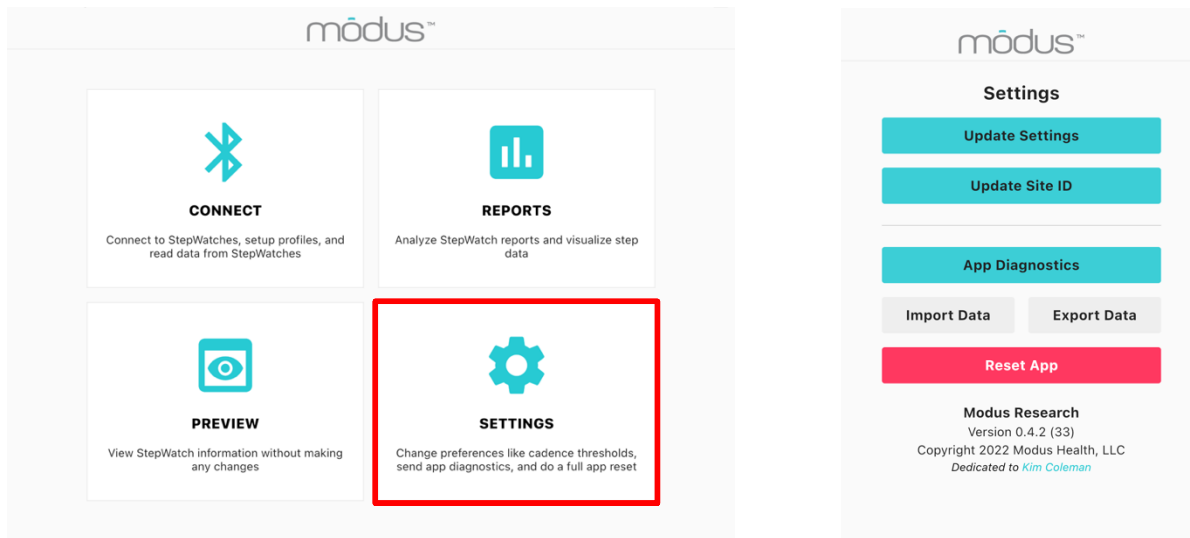 mōdus™
CONNECT
Connect to StepWatches, setup profiles, and
read data from StepWatches
REPORTS
Analyze StepWatch reports and visualize step
data
PREVIEW
View StepWatch information without making
any changes
SETTINGS
Change preferences like cadence thresholds,
send app diagnostics, and do a full app reset
mōdus™
Settings
Update Settings
Update Site ID
App Diagnostics
Import Data
Export Data
Reset App
Modus Research
Version 0.4.2 (33)
Copyright 2022 Modus Health, LLC
Dedicated to Kim Coleman